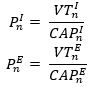 P_n^I = VT_n^I / CAP_n^I
P_n^E = VT_n^E / CAP_n^E